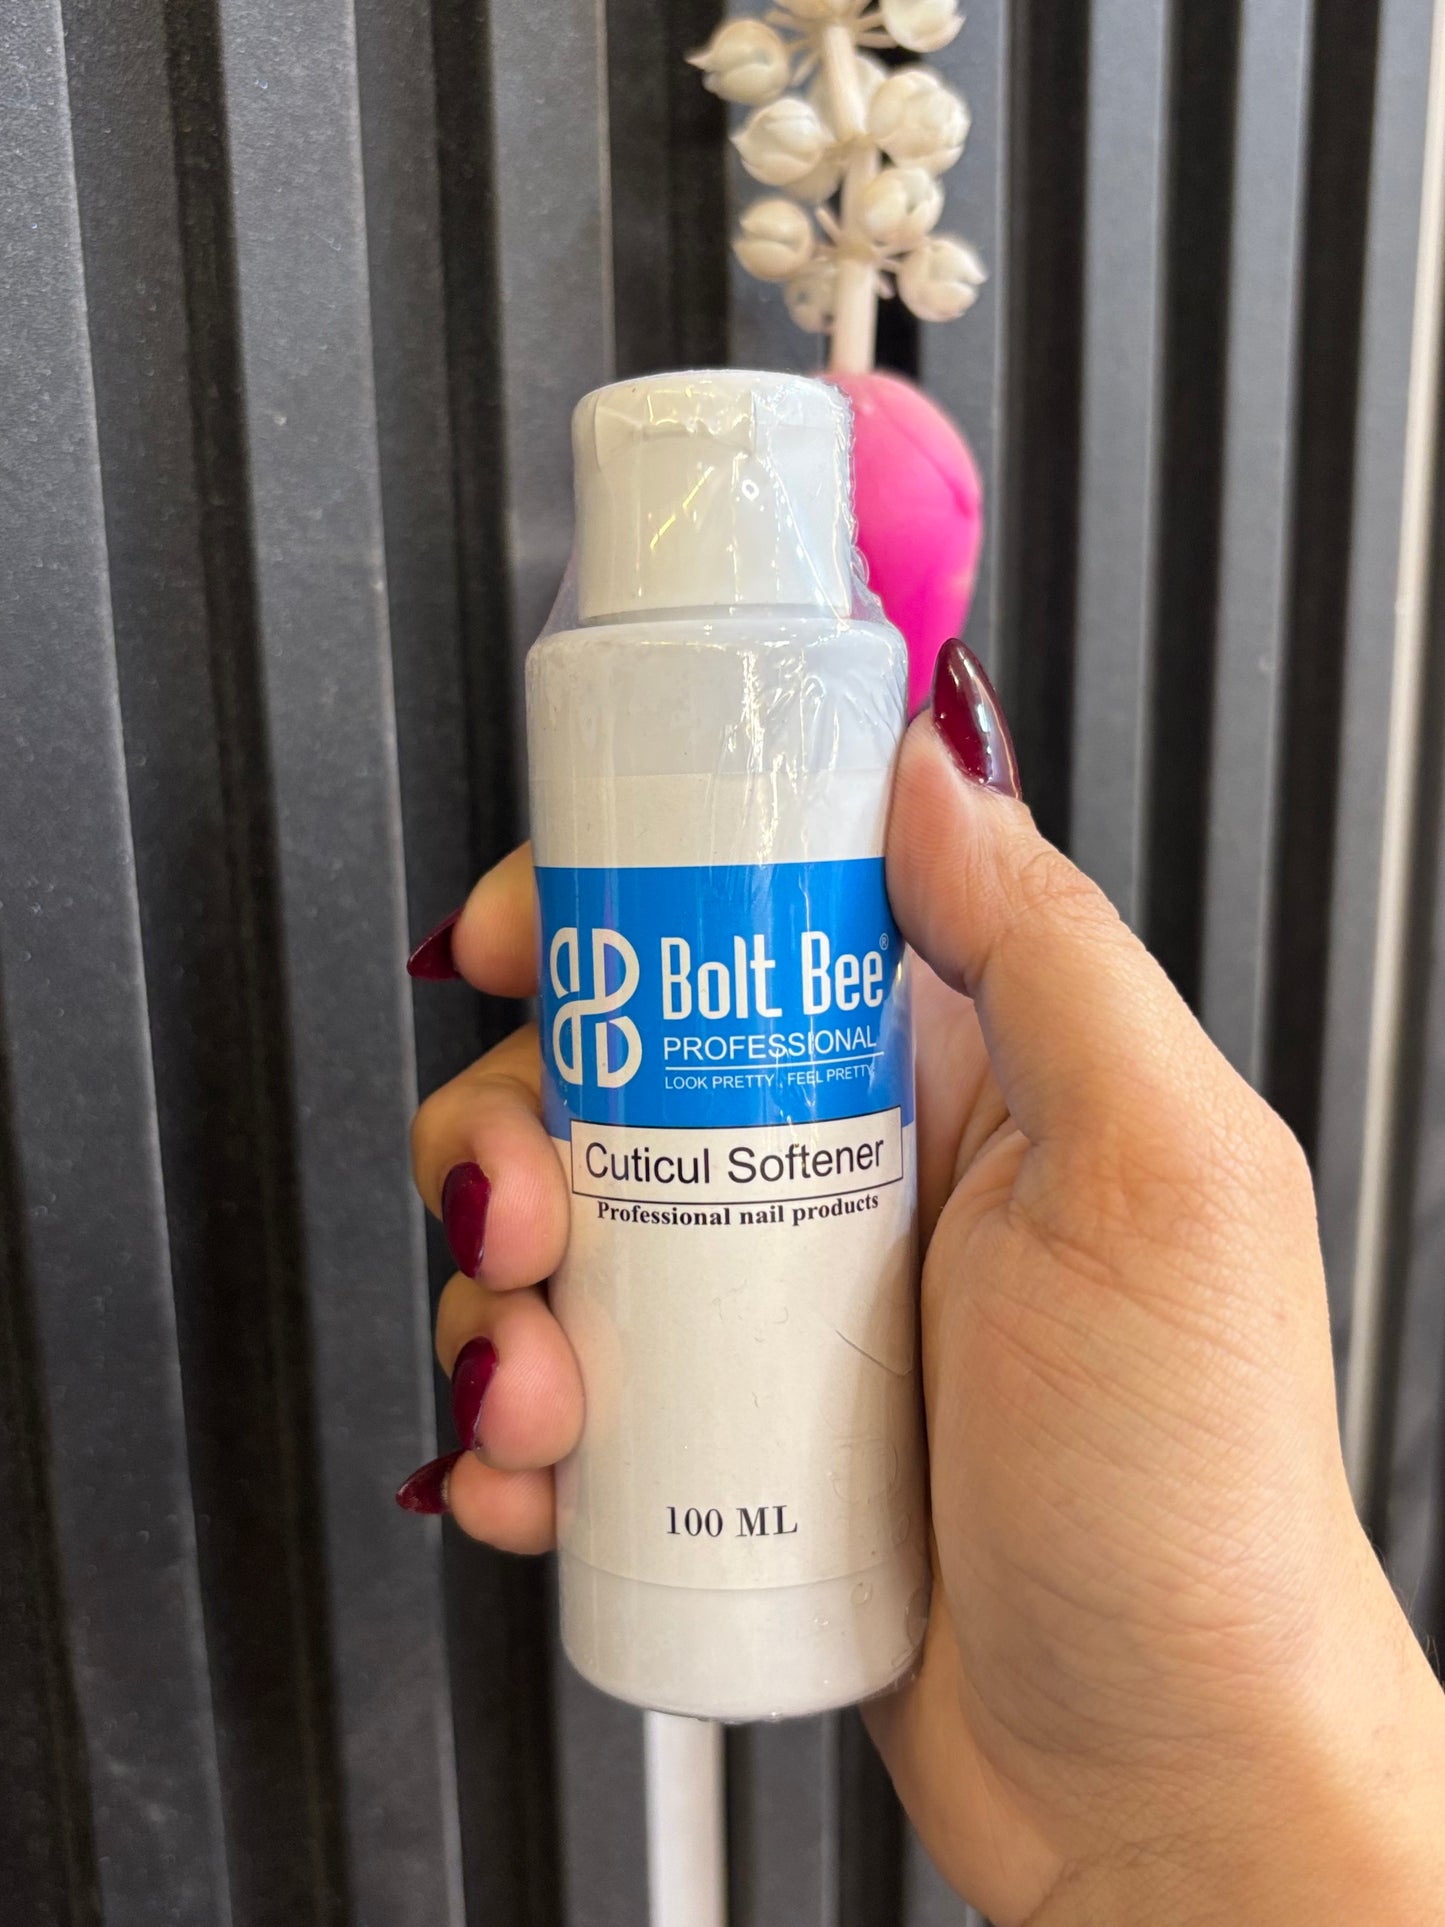 Bolt Bee®
PROFESSIONAL
LOOK PRETTY . FEEL PRETTY.
Cuticul Softener
Professional nail products
100 ML